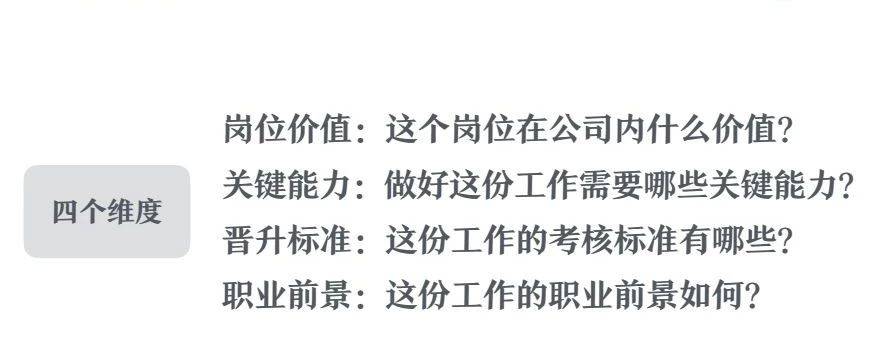 岗位价值：这个岗位在公司内什么价值？
关键能力：做好这份工作需要哪些关键能力？
四个维度
晋升标准：这份工作的考核标准有哪些？
职业前景：这份工作的职业前景如何？